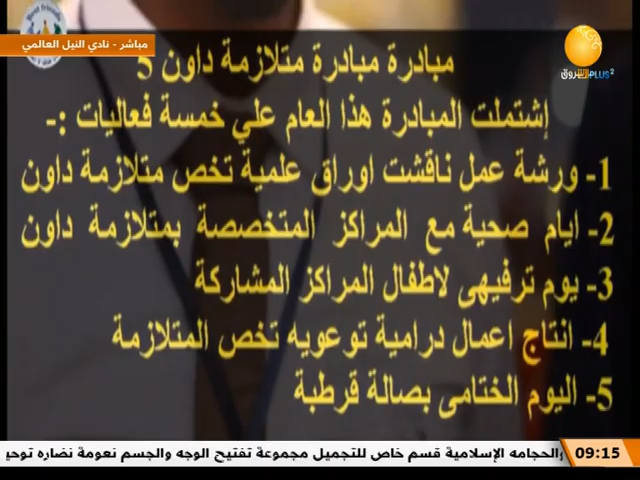 مباشر - نادي النيل العالمي
الشروق PLUS²
مبادرة مبادرة متلازمة داون 5
إشتملت المبادرة هذا العام علي خمسة فعاليات :-
1- ورشة عمل ناقشت اوراق علمية تخص متلازمة داون
2- ايام صحية مع المراكز المتخصصة بمتلازمة داون
3- يوم ترفيهى لاطفال المراكز المشاركة
4- انتاج اعمال درامية توعويه تخص المتلازمة
5- اليوم الختامى بصالة قرطبة
والحجامه الإسلامية قسم خاص للتجميل مجموعة تفتيح الوجه والجسم نعومة نضاره توحي
09:15